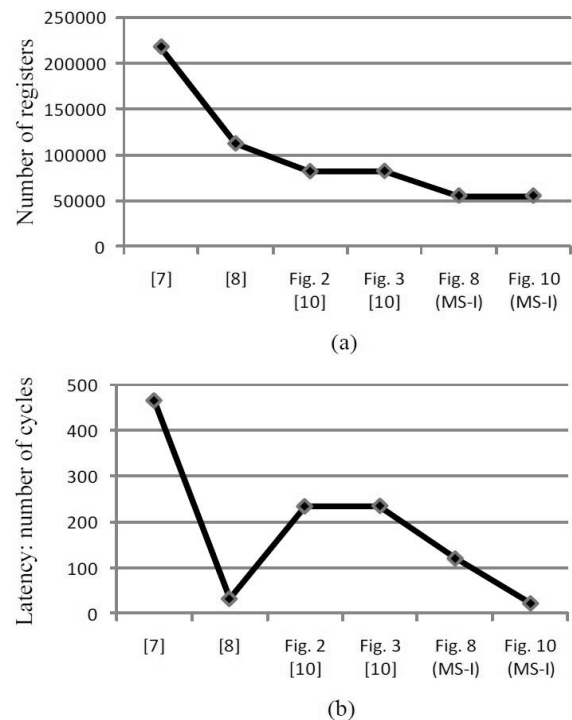 250000
200000
150000
100000
50000
0
Number of registers
[7]
[8]
Fig. 2
[10]
Fig. 3
[10]
Fig. 8
(MS-I)
Fig. 10
(MS-I)
(a)
500
400
300
200
100
0
Latency: number of cycles
[7]
[8]
Fig. 2
[10]
Fig. 3
[10]
Fig. 8
(MS-I)
Fig. 10
(MS-I)
(b)